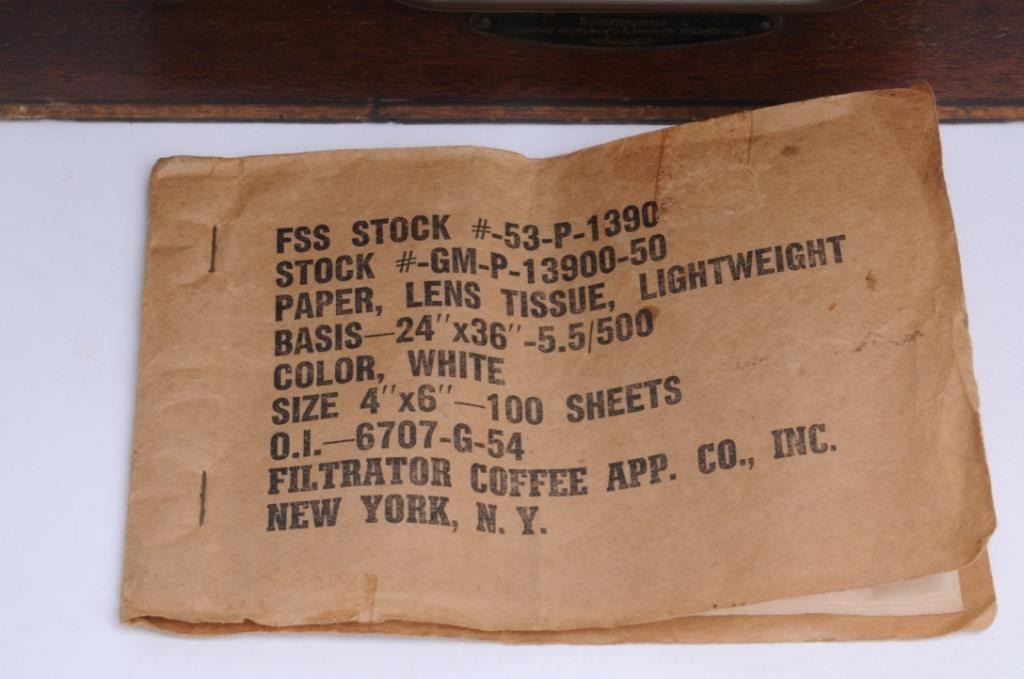 FSS STOCK #-53-P-1390
STOCK #-GM-P-13900-50
PAPER, LENS TISSUE, LIGHTWEIGHT
BASIS—24"x36"-5.5/500
COLOR, WHITE
SIZE 4"x6"—100 SHEETS
O.I.—6707-G-54
FILTRATOR COFFEE APP. CO., INC.
NEW YORK, N. Y.